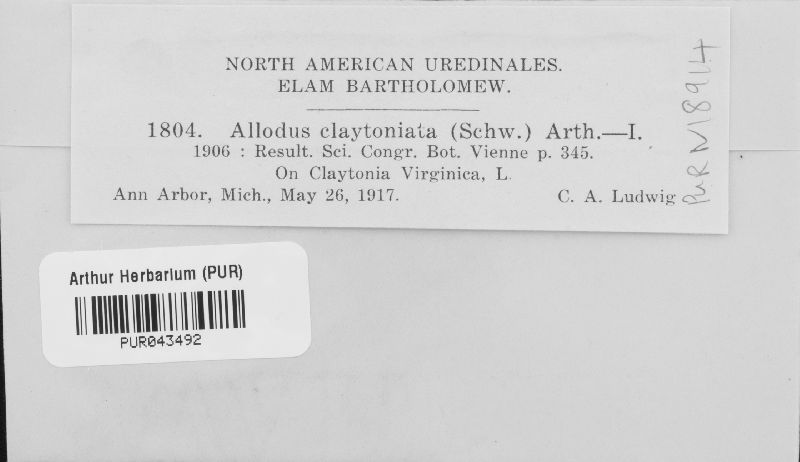 NORTH AMERICAN UREDINALES.
ELAM BARTHOLOMEW.
1804. Allodus claytoniata (Schw.) Arth.—I.
1906 : Result. Sci. Congr. Bot. Vienne p. 345.
On Claytonia Virginica, L.
Ann Arbor, Mich., May 26, 1917. C. A. Ludwig
PUR N18914
Arthur Herbarium (PUR)
PUR043492